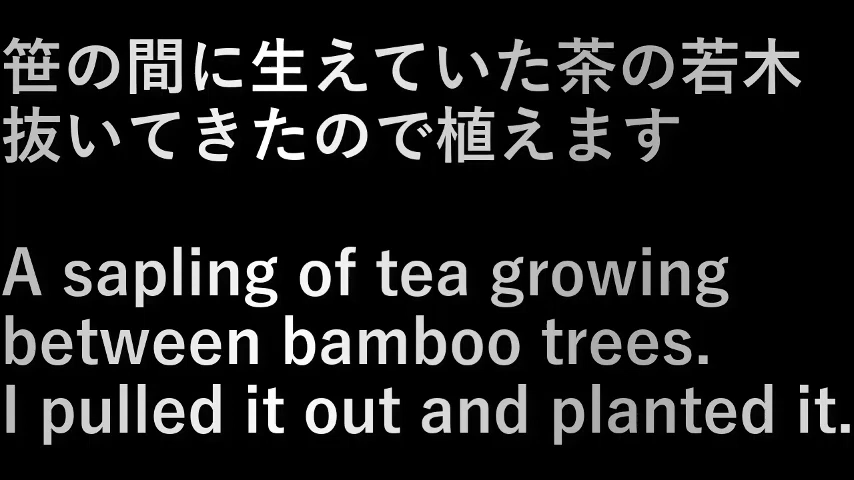 笹の間に生えていた茶の若木
抜いてきたので植えます
A sapling of tea growing
between bamboo trees.
I pulled it out and planted it.